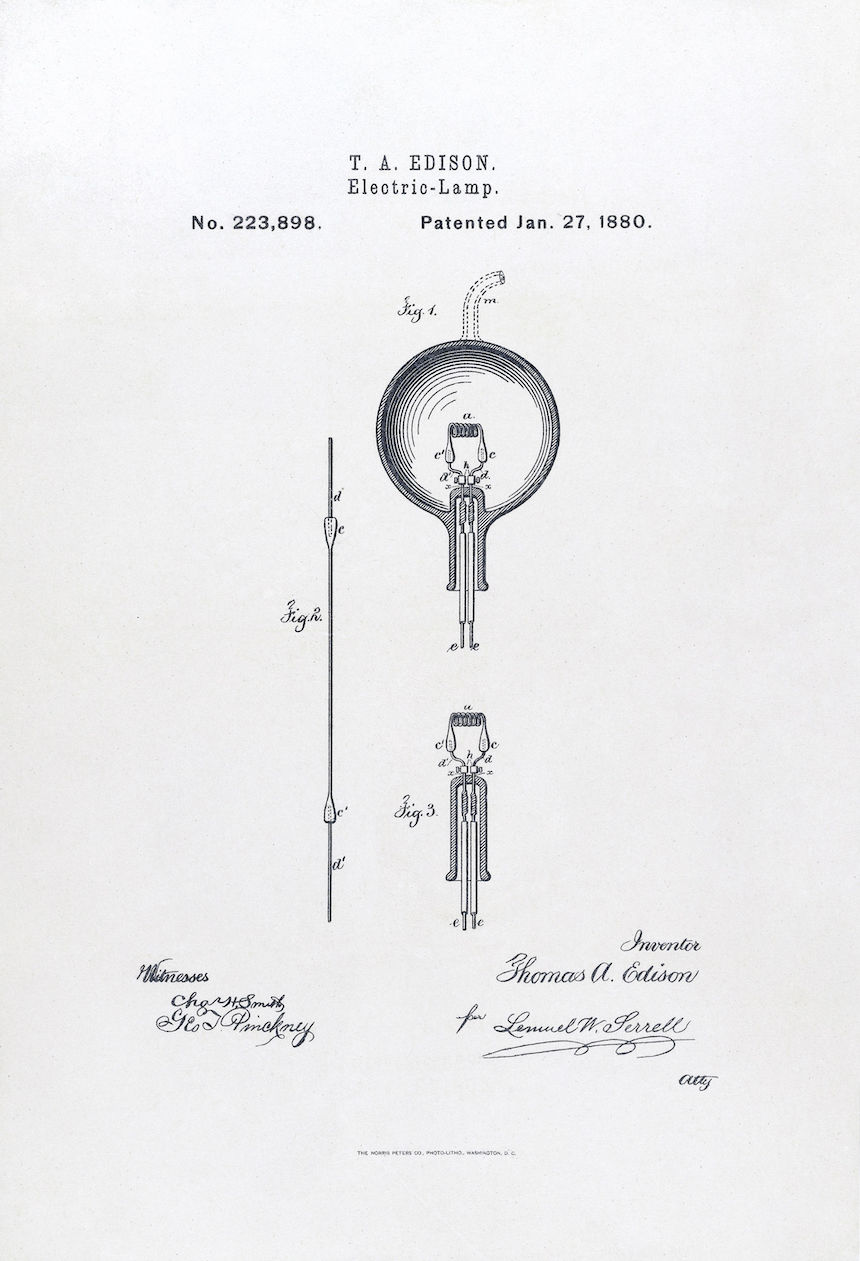 T. A. EDISON.
Electric-Lamp.
No. 223,898. Patented Jan. 27, 1880.
Fig. 1.
m
a
c' c
h
d' d
x x
e e
d
c
Fig. 2.
c'
d'
a
c' c
h
d' d
x x
Fig. 3.
e e
Witnesses
Chas. H. Smith
Geo. T. Pinckney
Inventor
Thomas A. Edison
per Lemuel W. Serrell
Atty
THE NORRIS PETERS CO., PHOTO-LITHO., WASHINGTON, D. C.